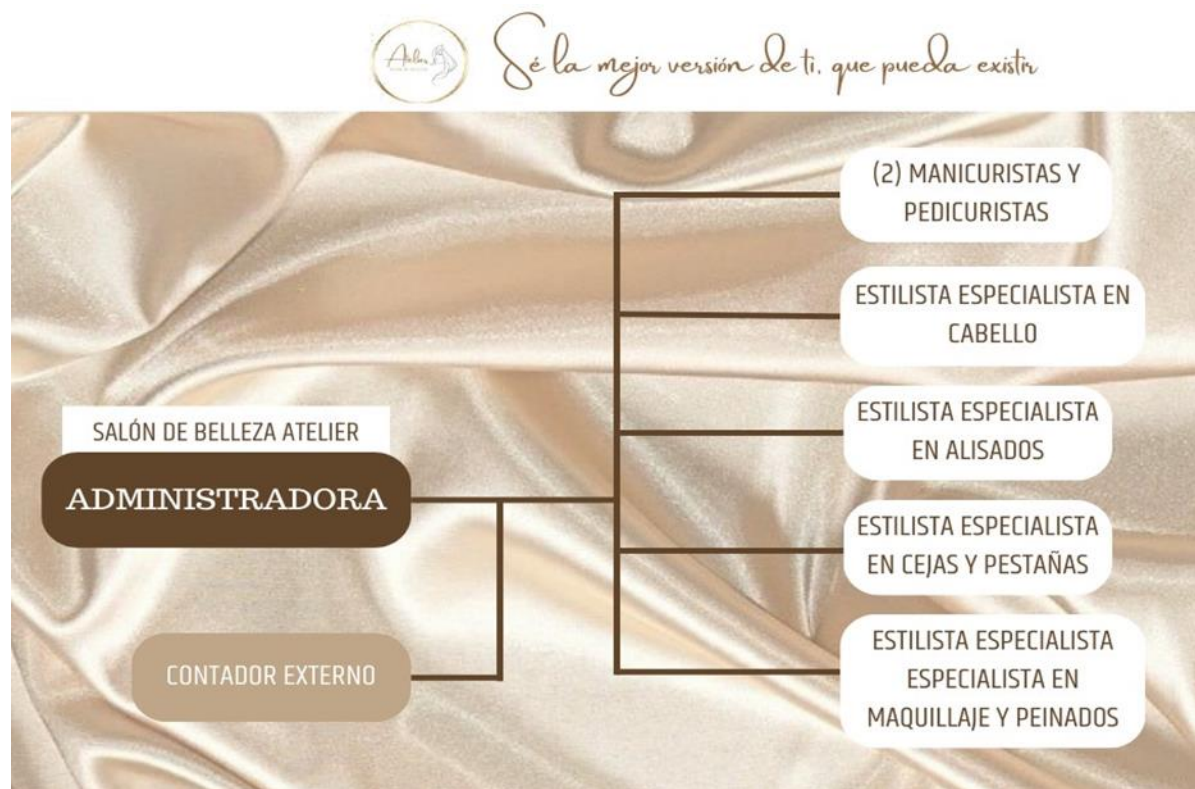 Atelier
Sé la mejor versión de ti, que pueda existir
(2) MANICURISTAS Y
PEDICURISTAS
ESTILISTA ESPECIALISTA EN
CABELLO
ESTILISTA ESPECIALISTA
EN ALISADOS
SALÓN DE BELLEZA ATELIER
ADMINISTRADORA
ESTILISTA ESPECIALISTA
EN CEJAS Y PESTAÑAS
CONTADOR EXTERNO
ESTILISTA ESPECIALISTA
ESPECIALISTA EN
MAQUILLAJE Y PEINADOS